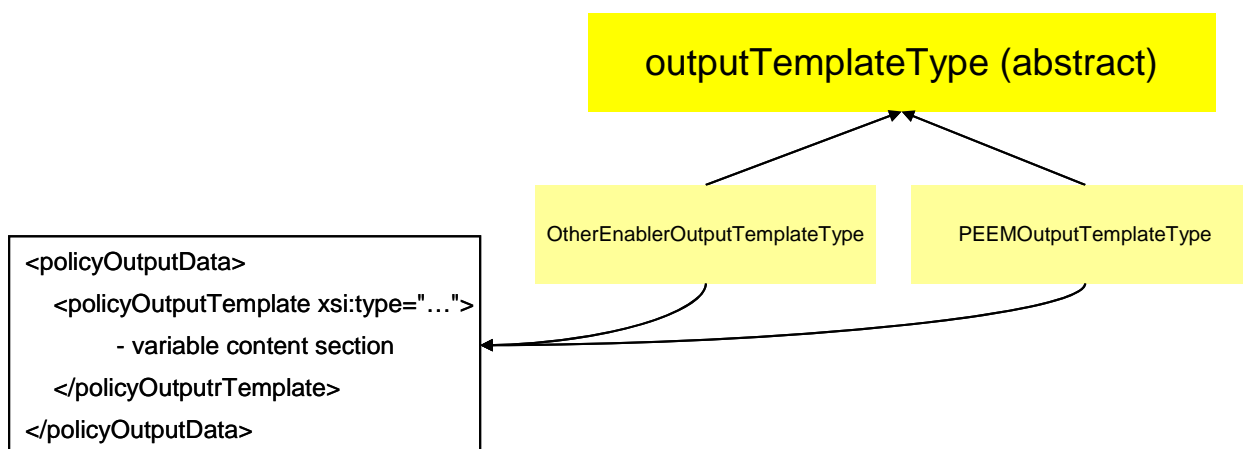 outputTemplateType (abstract)
OtherEnablerOutputTemplateType
PEEMOutputTemplateType
<policyOutputData>
<policyOutputTemplate xsi:type="…">
- variable content section
</policyOutputrTemplate>
</policyOutputData>